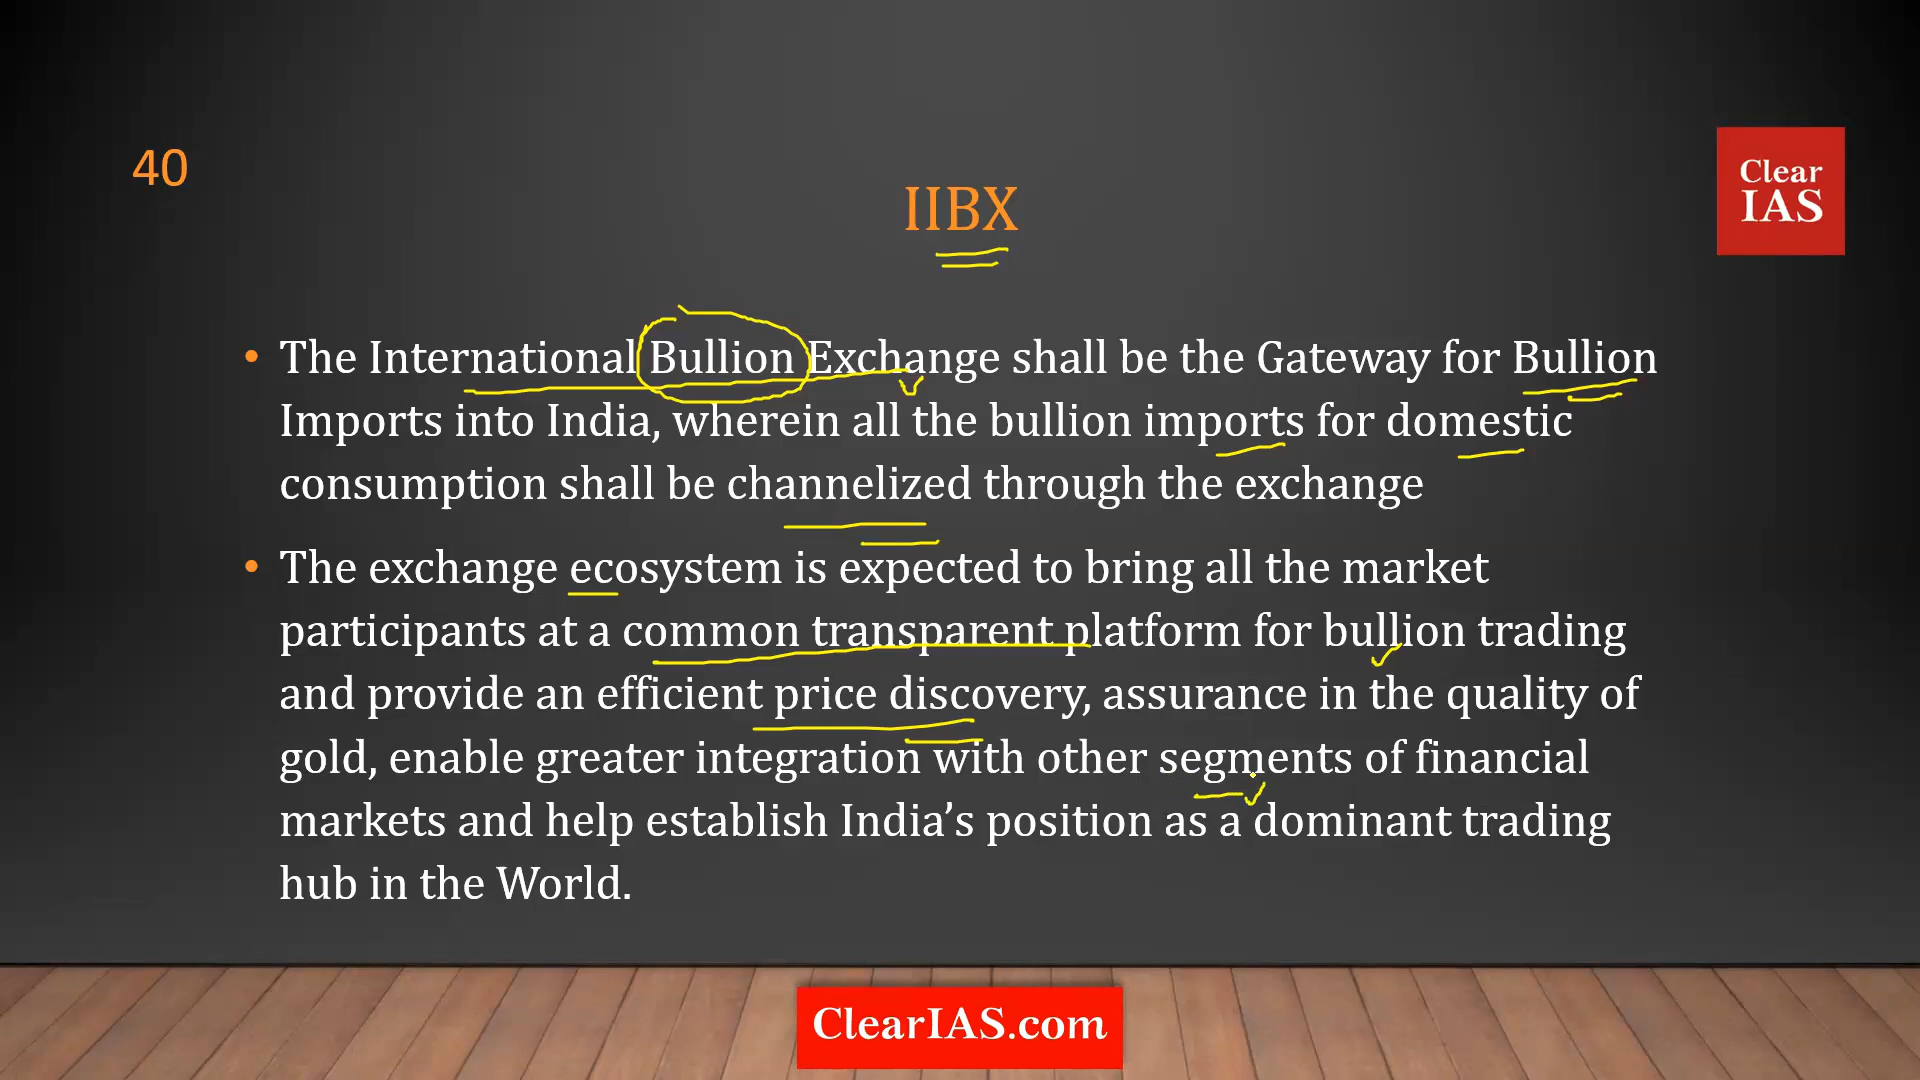 40
Clear
IAS
IIBX
• The International Bullion Exchange shall be the Gateway for Bullion
Imports into India, wherein all the bullion imports for domestic
consumption shall be channelized through the exchange
• The exchange ecosystem is expected to bring all the market
participants at a common transparent platform for bullion trading
and provide an efficient price discovery, assurance in the quality of
gold, enable greater integration with other segments of financial
markets and help establish India’s position as a dominant trading
hub in the World.
ClearIAS.com